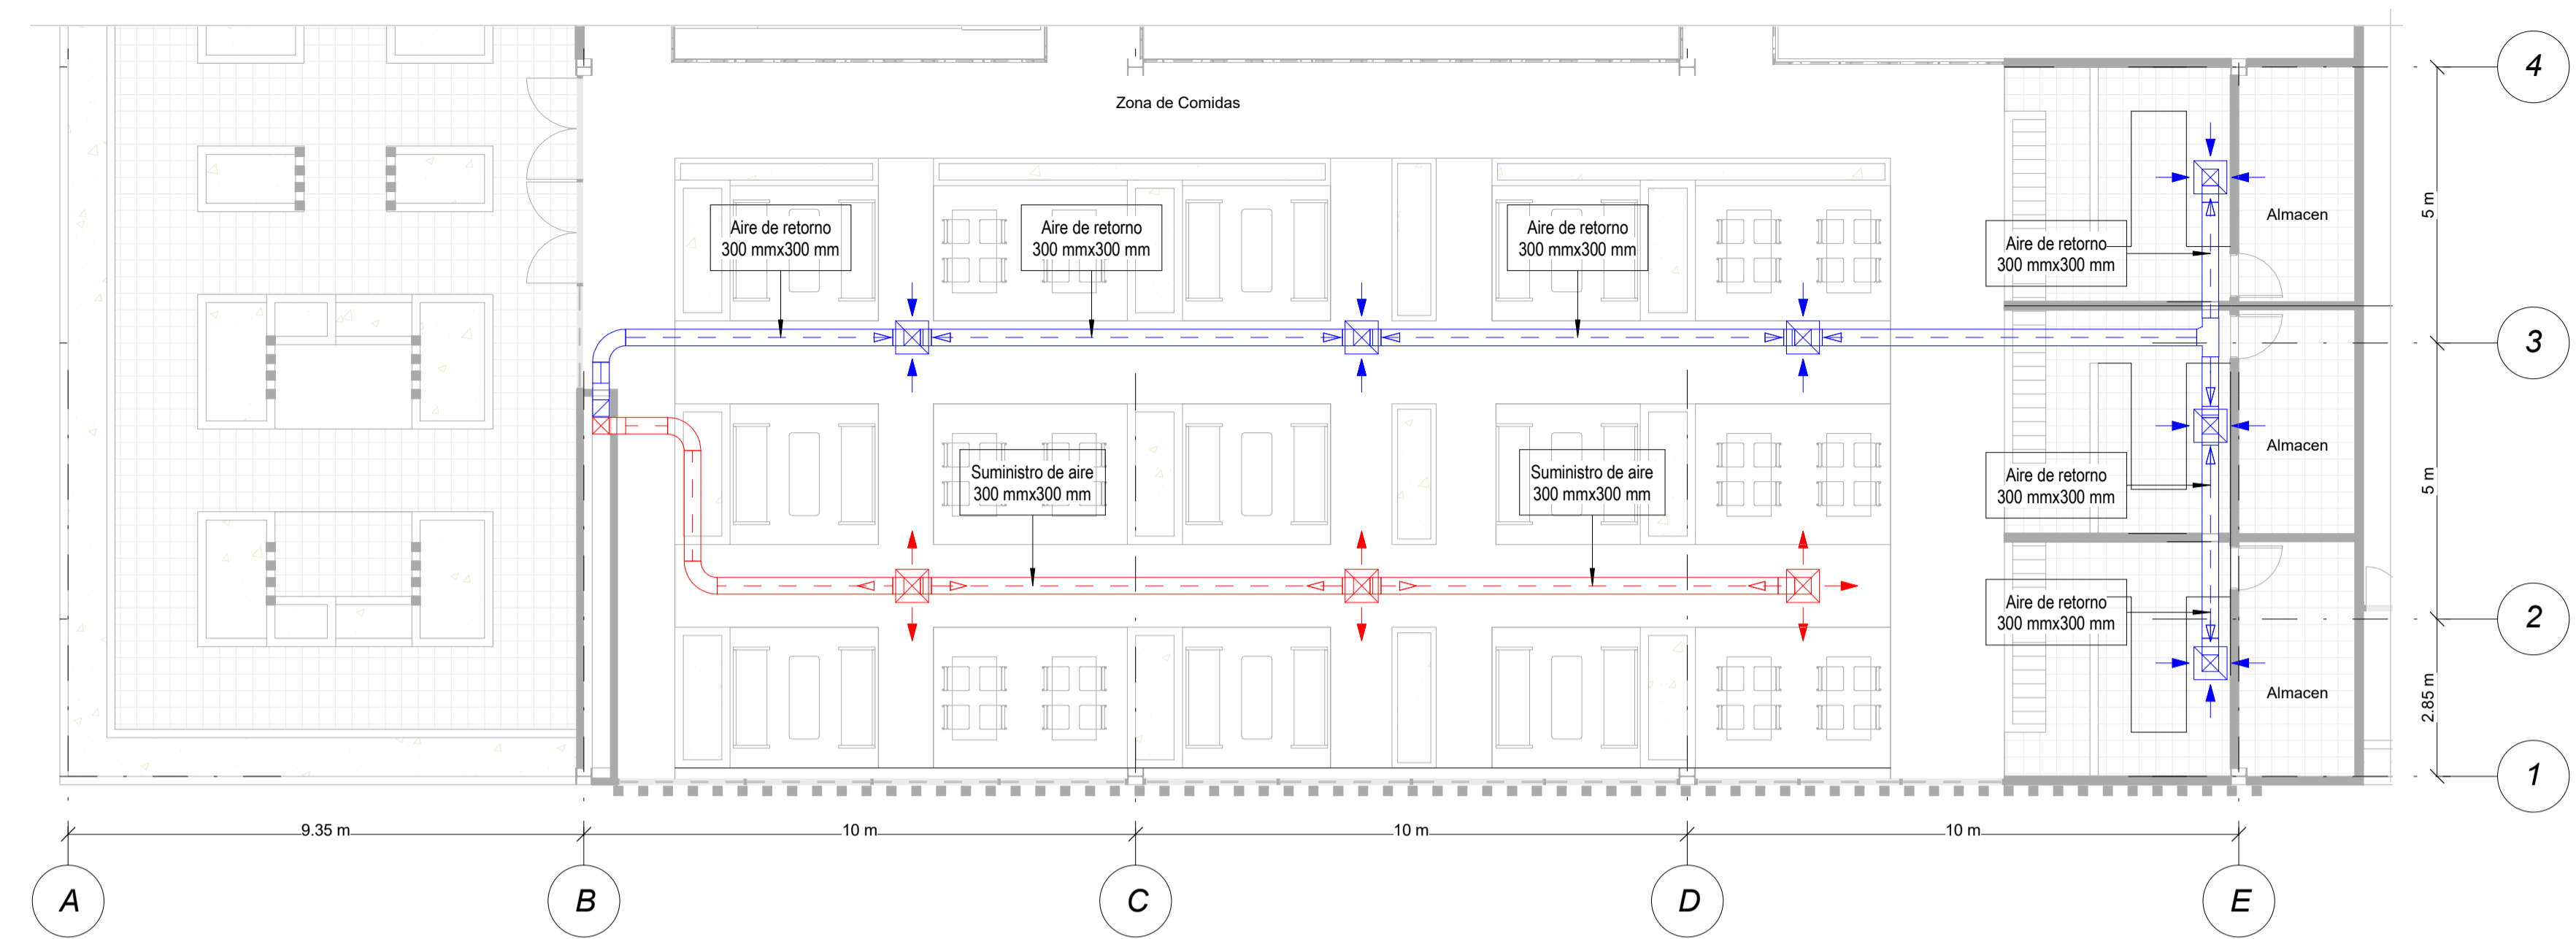 4
Zona de Comidas
5 m
Almacen
Aire de retorno
300 mmx300 mm
Aire de retorno
300 mmx300 mm
Aire de retorno
300 mmx300 mm
Aire de retorno
300 mmx300 mm
3
Almacen
Suministro de aire
300 mmx300 mm
Suministro de aire
300 mmx300 mm
Aire de retorno
300 mmx300 mm
5 m
Aire de retorno
300 mmx300 mm
2
Almacen
2.85 m
1
9.35 m
10 m
10 m
10 m
A
B
C
D
E